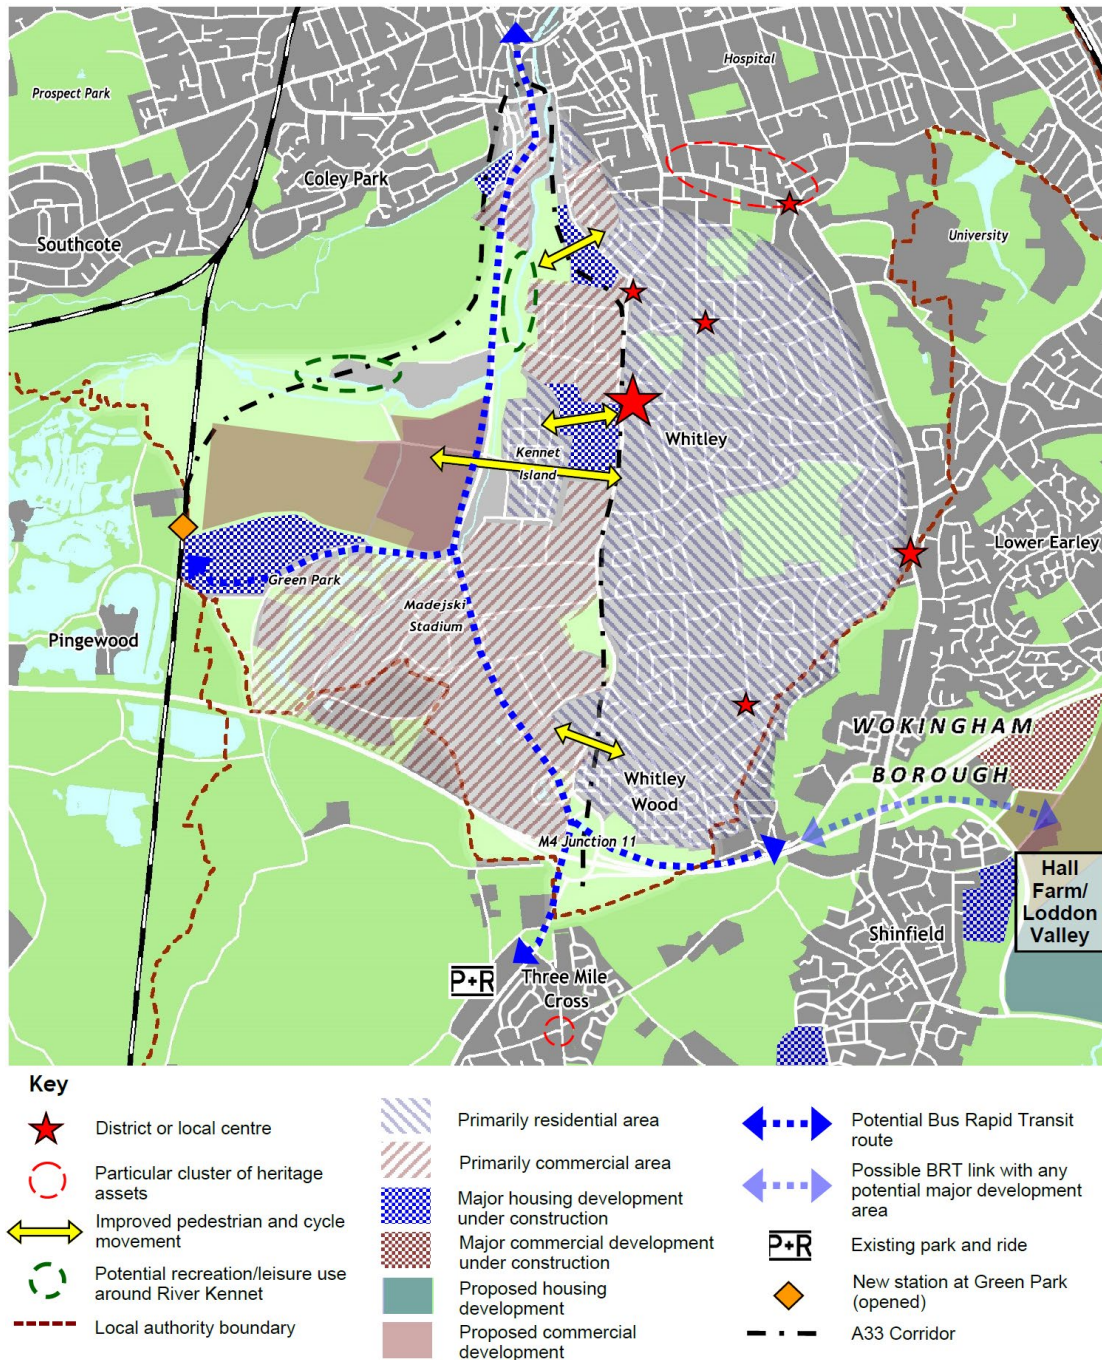 Hospital
Prospect Park
Coley Park
Southcote
University
Whitley
Kennet
Island
Lower Earley
Green Park
Madejski
Stadium
Pingewood
WOKINGHAM
BOROUGH
Whitley
Wood
M4 Junction 11
Hall
Farm/
Loddon
Valley
Shinfield
P+R
Three Mile
Cross
Key
District or local centre
Particular cluster of heritage
assets
Improved pedestrian and cycle
movement
Potential recreation/leisure use
around River Kennet
Local authority boundary
Primarily residential area
Primarily commercial area
Major housing development
under construction
Major commercial development
under construction
Proposed housing
development
Proposed commercial
development
Potential Bus Rapid Transit
route
Possible BRT link with any
potential major development
area
P+R
Existing park and ride
New station at Green Park
(opened)
A33 Corridor